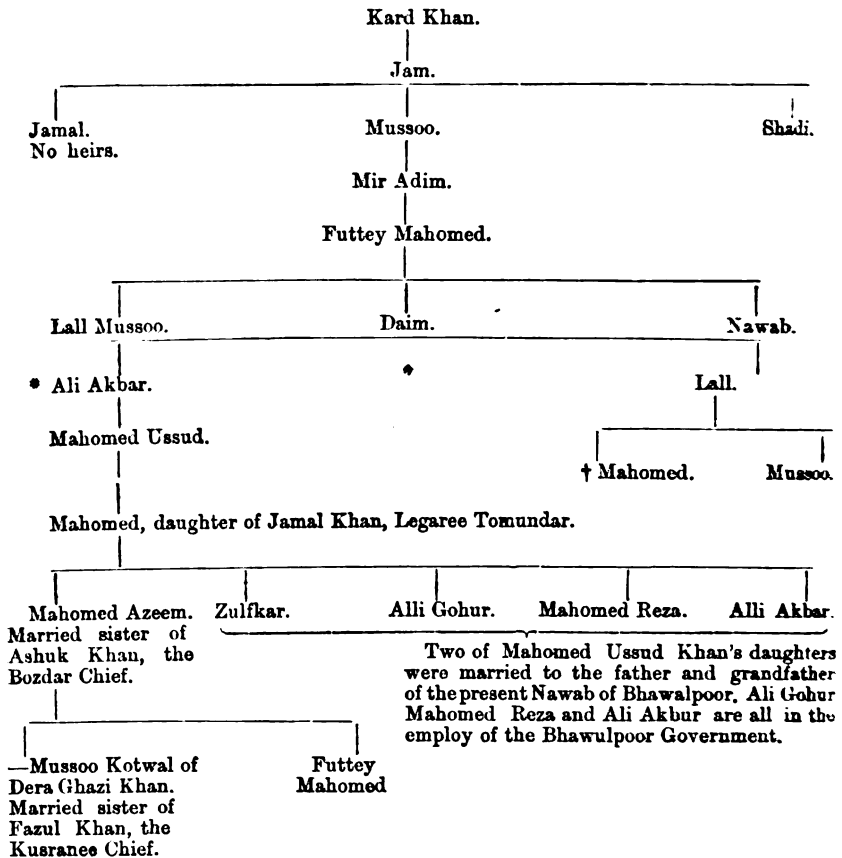 Kard Khan.
Jam.
Jamal.
No heirs.
Mussoo.
Shadi.
Mir Adim.
Futtey Mahomed.
Lall Mussoo.
Daim.
Nawab.
* Ali Akbar.
*
Lall.
Mahomed Ussud.
† Mahomed.
Mussoo.
Mahomed, daughter of Jamal Khan, Legaree Tomundar.
Mahomed Azeem.
Married sister of
Ashuk Khan, the
Bozdar Chief.
Zulfkar.
Alli Gohur.
Mahomed Reza.
Alli Akbar.
Two of Mahomed Ussud Khan's daughters
were married to the father and grandfather
of the present Nawab of Bhawalpoor. Ali Gohur
Mahomed Reza and Ali Akbur are all in the
employ of the Bhawulpoor Government.
—Mussoo Kotwal of
Dera Ghazi Khan.
Married sister of
Fazul Khan, the
Kusranee Chief.
Futtey
Mahomed